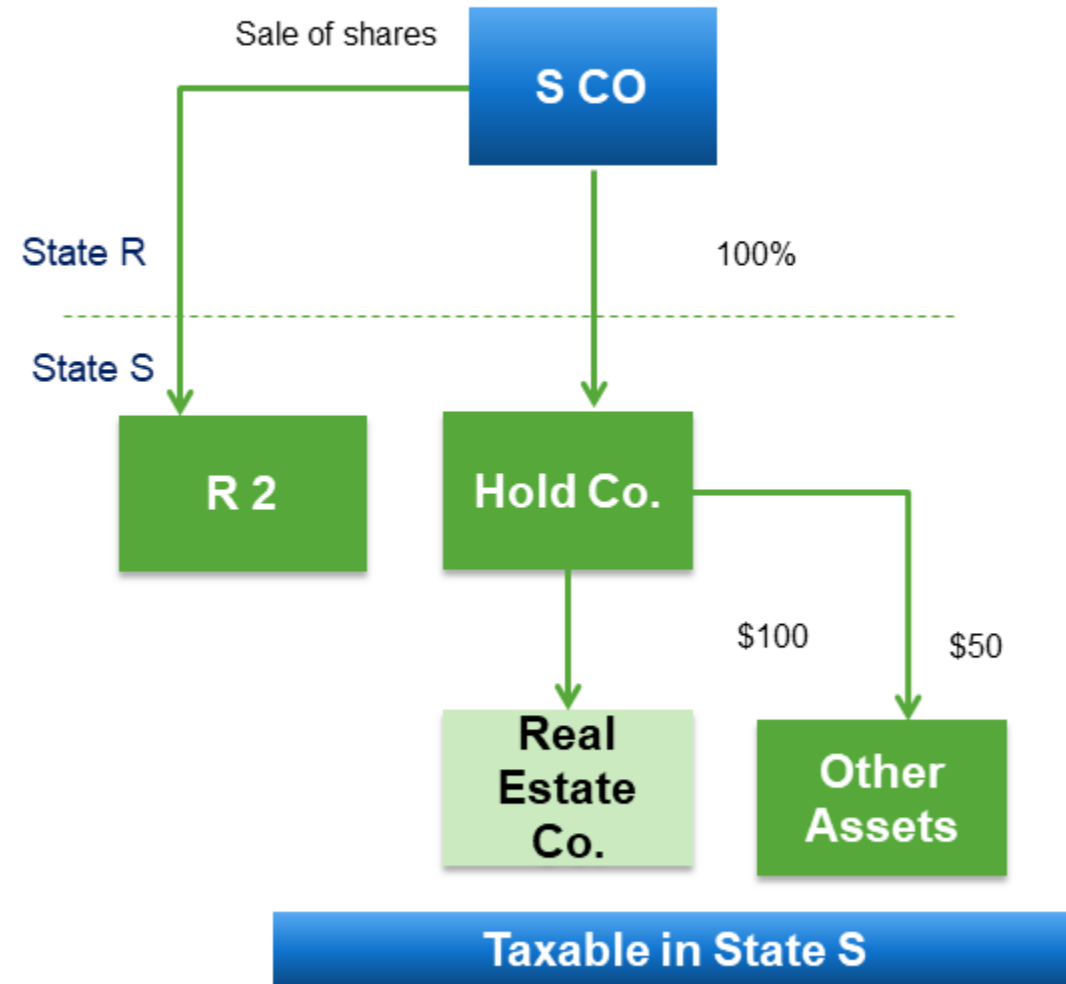 Sale of shares
S CO
State R
100%
State S
R 2
Hold Co.
$100
$50
Real
Estate
Co.
Other
Assets
Taxable in State S